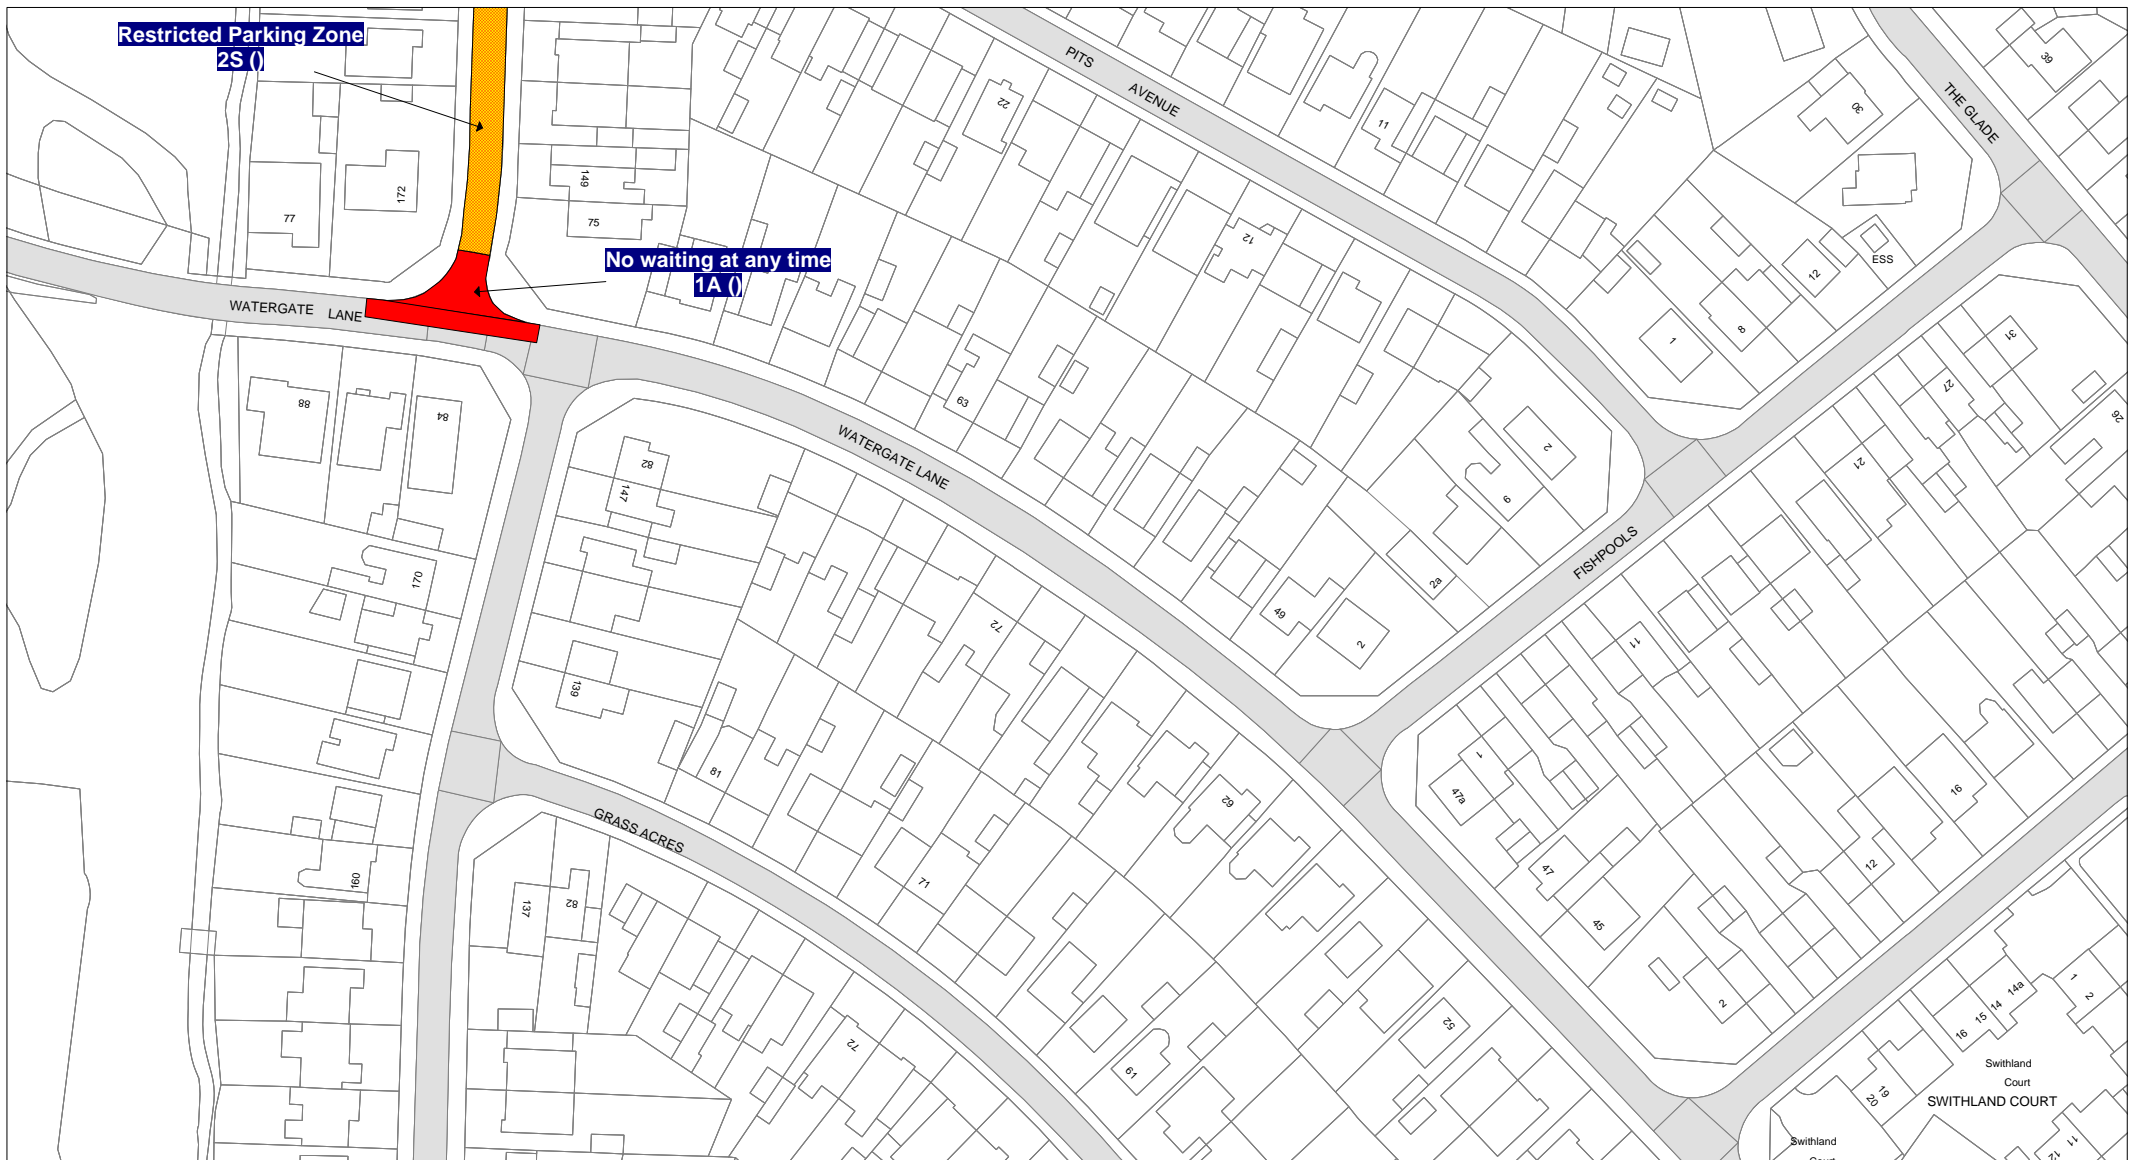 Restricted Parking Zone
2S ()
No waiting at any time
1A ()
PITS
AVENUE
THE GLADE
39
30
22
11
172
149
77
75
12
ESS
12
8
1
31
27
26
WATERGATE LANE
88
84
63
WATERGATE LANE
82
147
2
6
21
FISHPOOLS
170
2a
49
2
72
11
139
81
62
1
47a
16
GRASS ACRES
71
47
12
160
137
82
45
2
14a
14
15
16
1
2
72
52
61
Swithland
Court
SWITHLAND COURT
19
20
Swithland
Court
11
12